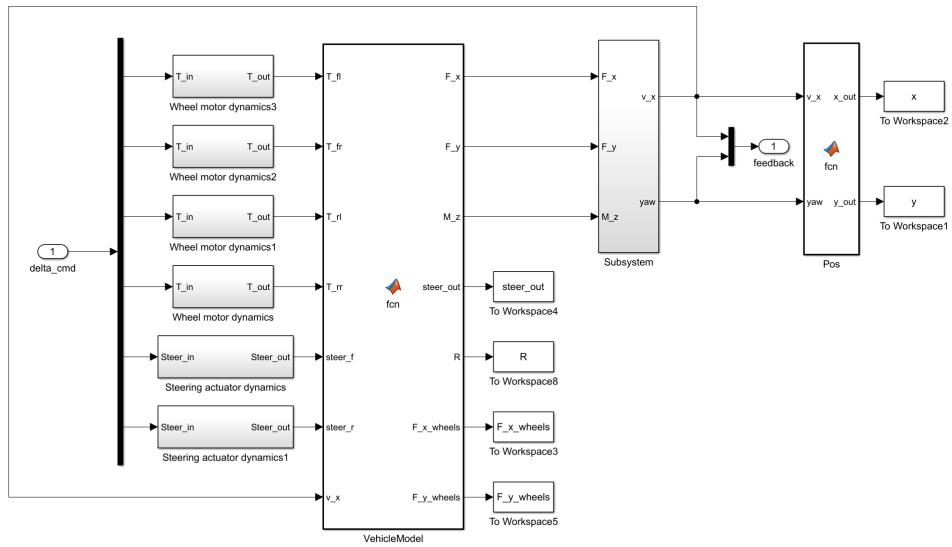 1
delta_cmd
T_in
T_out
Wheel motor dynamics3
T_in
T_out
Wheel motor dynamics2
T_in
T_out
Wheel motor dynamics1
T_in
T_out
Wheel motor dynamics
Steer_in
Steer_out
Steering actuator dynamics
Steer_in
Steer_out
Steering actuator dynamics1
T_fl
T_fr
T_rl
T_rr
steer_f
steer_r
v_x
fcn
F_x
F_y
M_z
steer_out
R
F_x_wheels
F_y_wheels
VehicleModel
steer_out
To Workspace4
R
To Workspace8
F_x_wheels
To Workspace3
F_y_wheels
To Workspace5
F_x
F_y
M_z
v_x
yaw
Subsystem
1
feedback
v_x
yaw
fcn
x_out
y_out
Pos
x
To Workspace2
y
To Workspace1